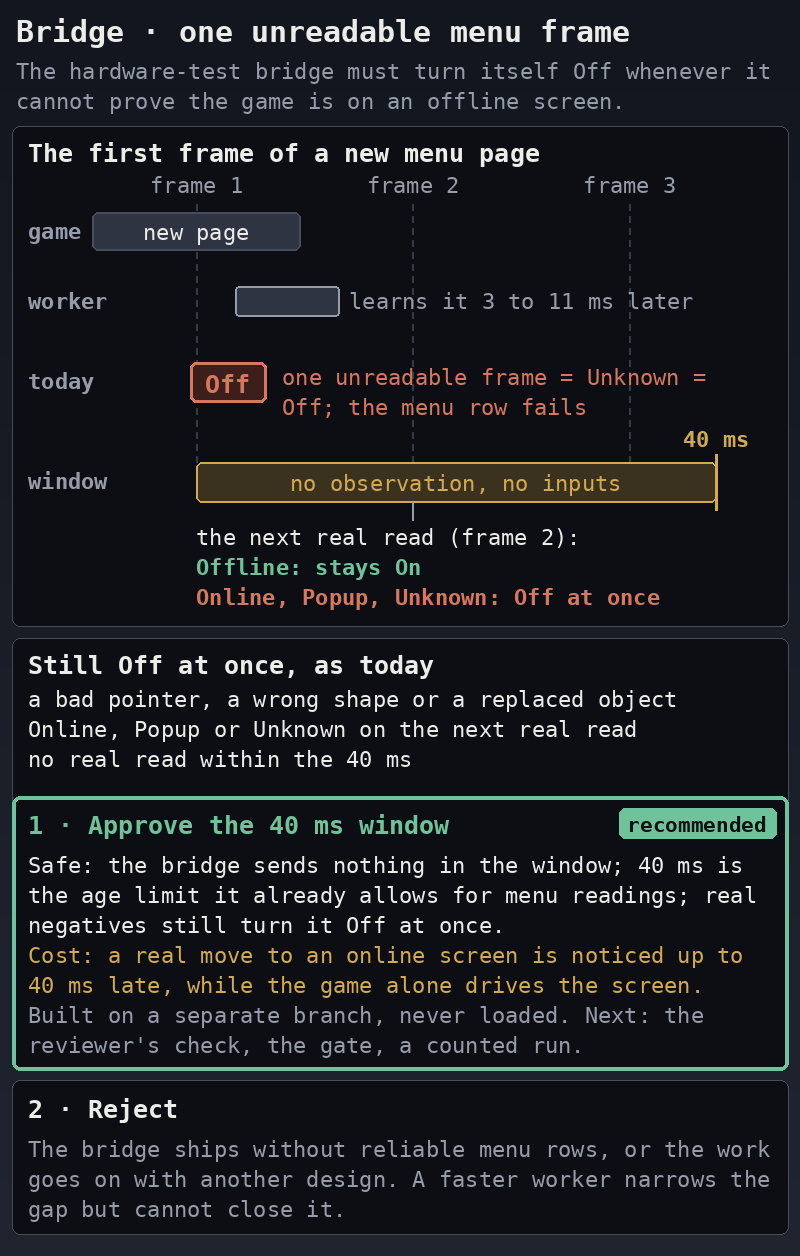 Bridge · one unreadable menu frame
The hardware-test bridge must turn itself Off whenever it
cannot prove the game is on an offline screen.
The first frame of a new menu page
frame 1
frame 2
frame 3
game
new page
worker
learns it 3 to 11 ms later
today
Off
one unreadable frame = Unknown =
Off; the menu row fails
40 ms
window
no observation, no inputs
the next real read (frame 2):
Offline: stays On
Online, Popup, Unknown: Off at once
Still Off at once, as today
a bad pointer, a wrong shape or a replaced object
Online, Popup or Unknown on the next real read
no real read within the 40 ms
1 · Approve the 40 ms window
recommended
Safe: the bridge sends nothing in the window; 40 ms is
the age limit it already allows for menu readings; real
negatives still turn it Off at once.
Cost: a real move to an online screen is noticed up to
40 ms late, while the game alone drives the screen.
Built on a separate branch, never loaded. Next: the
reviewer's check, the gate, a counted run.
2 · Reject
The bridge ships without reliable menu rows, or the work
goes on with another design. A faster worker narrows the
gap but cannot close it.